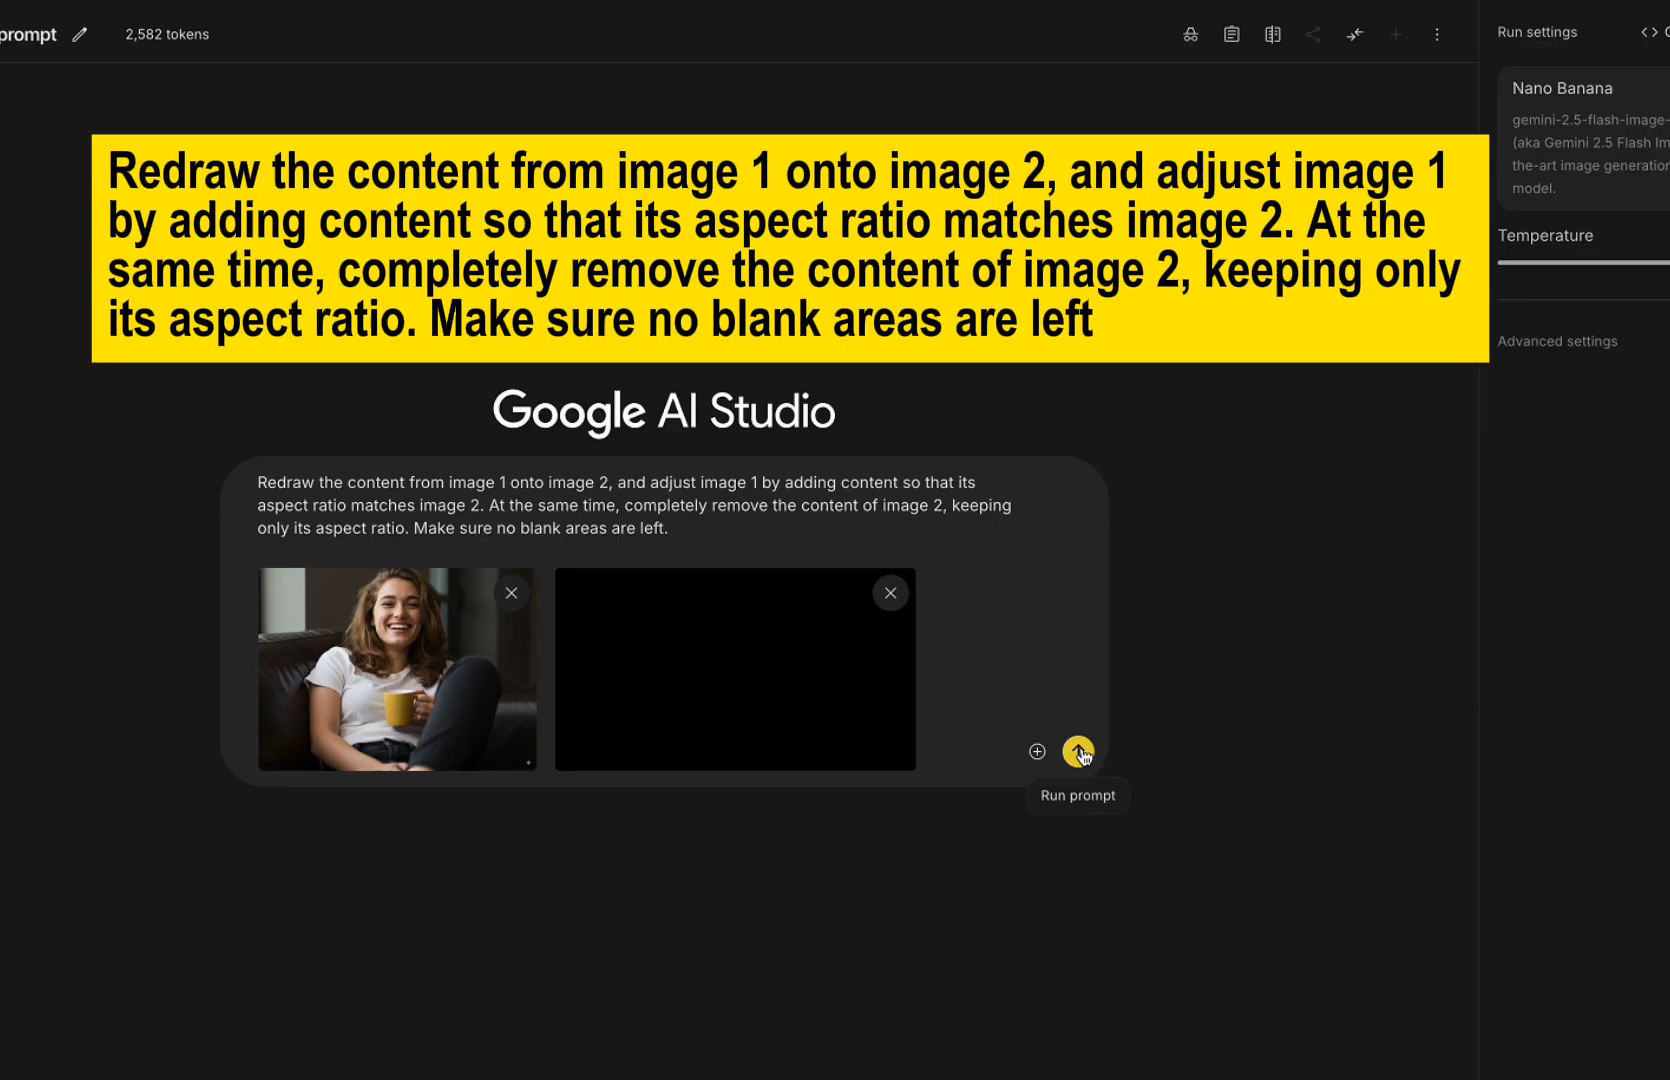 prompt
2,582 tokens
Run settings
Nano Banana
gemini-2.5-flash-image-
(aka Gemini 2.5 Flash Im
the-art image generation
model.
Temperature
Advanced settings
Redraw the content from image 1 onto image 2, and adjust image 1
by adding content so that its aspect ratio matches image 2. At the
same time, completely remove the content of image 2, keeping only
its aspect ratio. Make sure no blank areas are left
Google AI Studio
Redraw the content from image 1 onto image 2, and adjust image 1 by adding content so that its
aspect ratio matches image 2. At the same time, completely remove the content of image 2, keeping
only its aspect ratio. Make sure no blank areas are left.
Run prompt